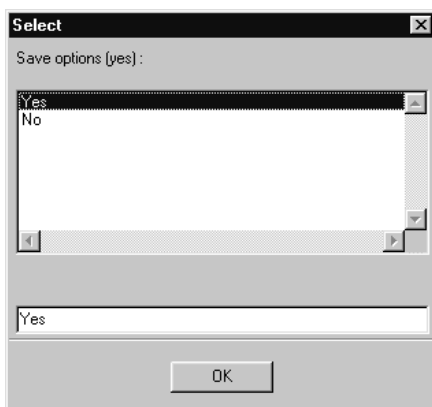 Select
Save options (yes) :
Yes
No
Yes
OK